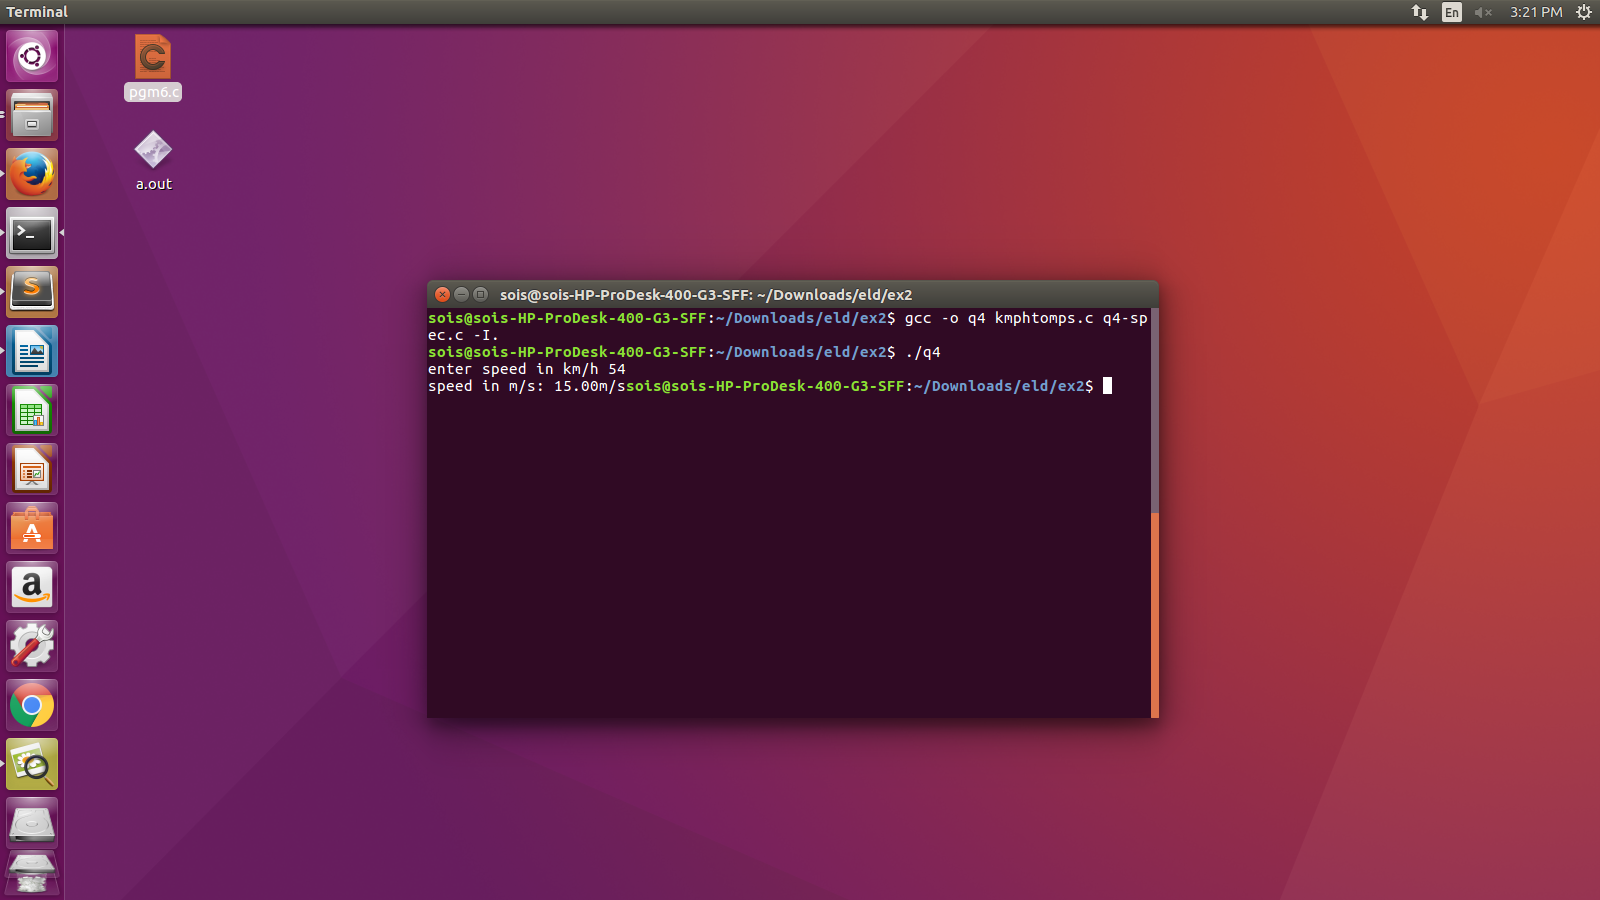 Terminal
En
3:21 PM
pgm6.c
a.out
sois@sois-HP-ProDesk-400-G3-SFF: ~/Downloads/eld/ex2
sois@sois-HP-ProDesk-400-G3-SFF:~/Downloads/eld/ex2$ gcc -o q4 kmphtomps.c q4-sp
ec.c -I.
sois@sois-HP-ProDesk-400-G3-SFF:~/Downloads/eld/ex2$ ./q4
enter speed in km/h 54
speed in m/s: 15.00m/ssois@sois-HP-ProDesk-400-G3-SFF:~/Downloads/eld/ex2$